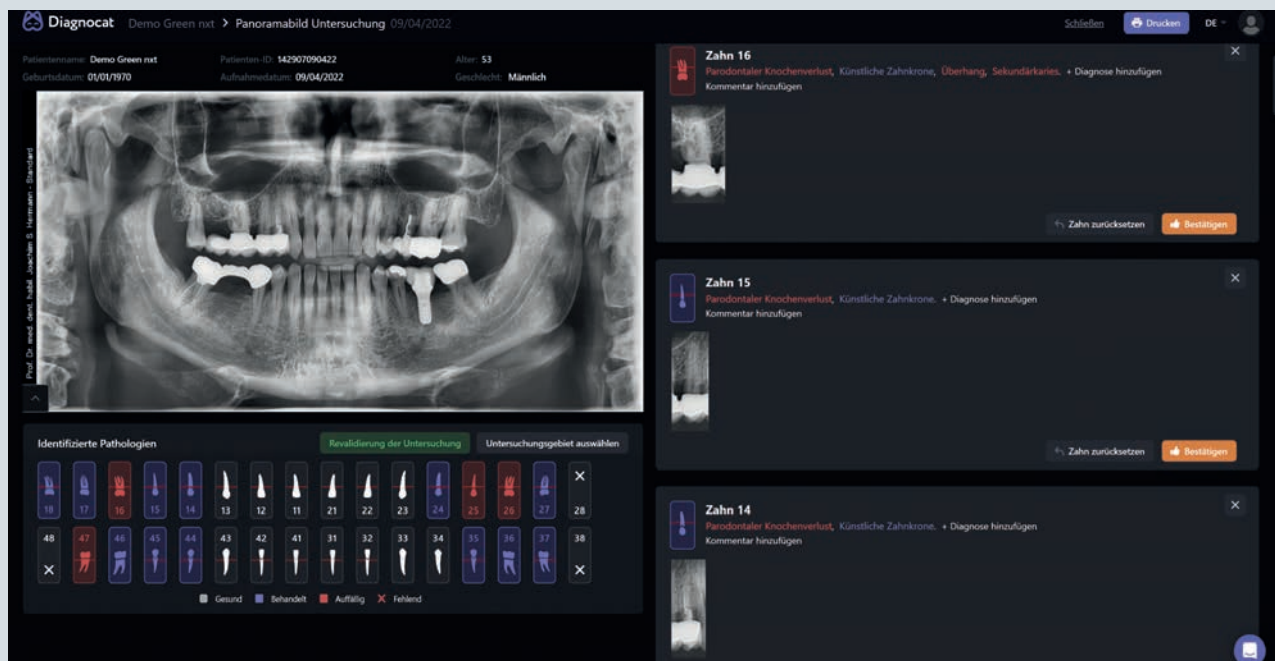 Diagnocat Demo Green nxt > Panoramabild Untersuchung 09/04/2022
Schließen Drucken DE
Patientenname: Demo Green nxt Patienten-ID: 142907090422 Alter: 53
Geburtsdatum: 01/01/1970 Aufnahmedatum: 09/04/2022 Geschlecht: Männlich
Prof. Dr. med. dent. habil. Joachim S. Hermann - Standard
Identifizierte Pathologien Revalidierung der Untersuchung Untersuchungsgebiet auswählen
18 17 16 15 14 13 12 11 21 22 23 24 25 26 27 28
48 47 46 45 44 43 42 41 31 32 33 34 35 36 37 38
Gesund Behandelt Auffällig Fehlend
Zahn 16
Parodontaler Knochenverlust, Künstliche Zahnkrone, Überhang, Sekundärkaries. + Diagnose hinzufügen
Kommentar hinzufügen
Zahn zurücksetzen Bestätigen
Zahn 15
Parodontaler Knochenverlust, Künstliche Zahnkrone. + Diagnose hinzufügen
Kommentar hinzufügen
Zahn zurücksetzen Bestätigen
Zahn 14
Parodontaler Knochenverlust, Künstliche Zahnkrone. + Diagnose hinzufügen
Kommentar hinzufügen